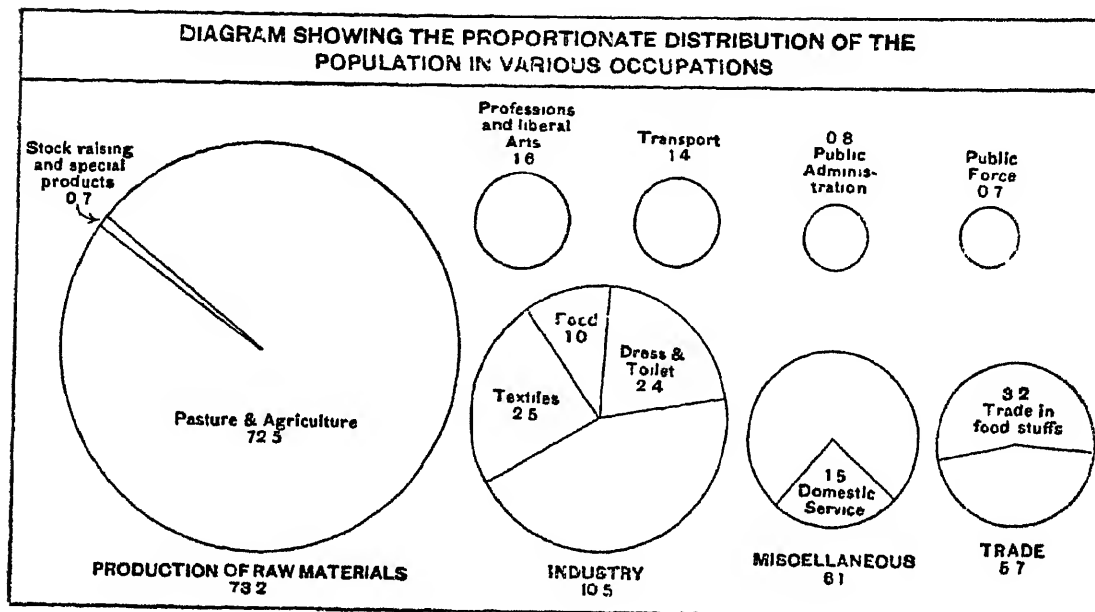 DIAGRAM SHOWING THE PROPORTIONATE DISTRIBUTION OF THE
POPULATION IN VARIOUS OCCUPATIONS
Stock raising
and special
products
0 7
Pasture & Agriculture
72 5
PRODUCTION OF RAW MATERIALS
73 2
Professions
and liberal
Arts
1 6
Transport
1 4
0 8
Public
Adminis-
tration
Public
Force
0 7
Food
1 0
Dress &
Toilet
2 4
Textiles
2 5
INDUSTRY
10 5
1 5
Domestic
Service
MISCELLANEOUS
6 1
3 2
Trade in
food stuffs
TRADE
5 7